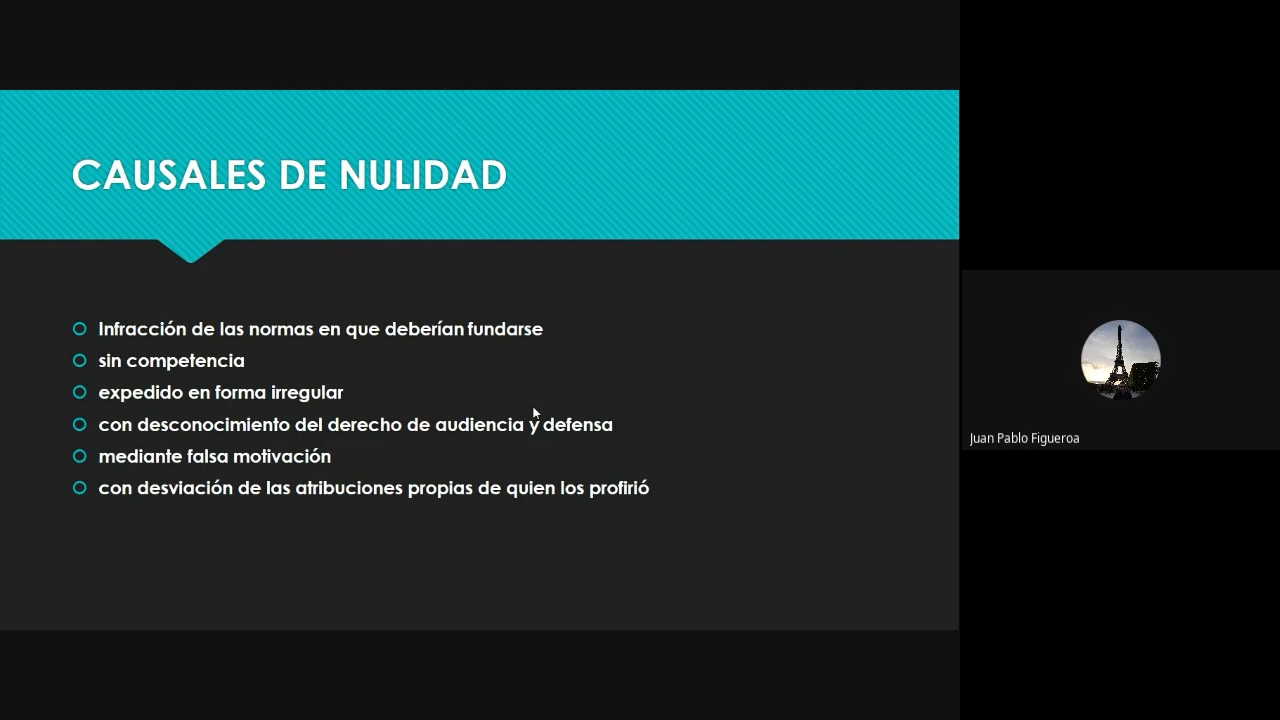 CAUSALES DE NULIDAD
Infracción de las normas en que deberían fundarse
sin competencia
expedido en forma irregular
con desconocimiento del derecho de audiencia y defensa
mediante falsa motivación
con desviación de las atribuciones propias de quien los profirió
Juan Pablo Figueroa